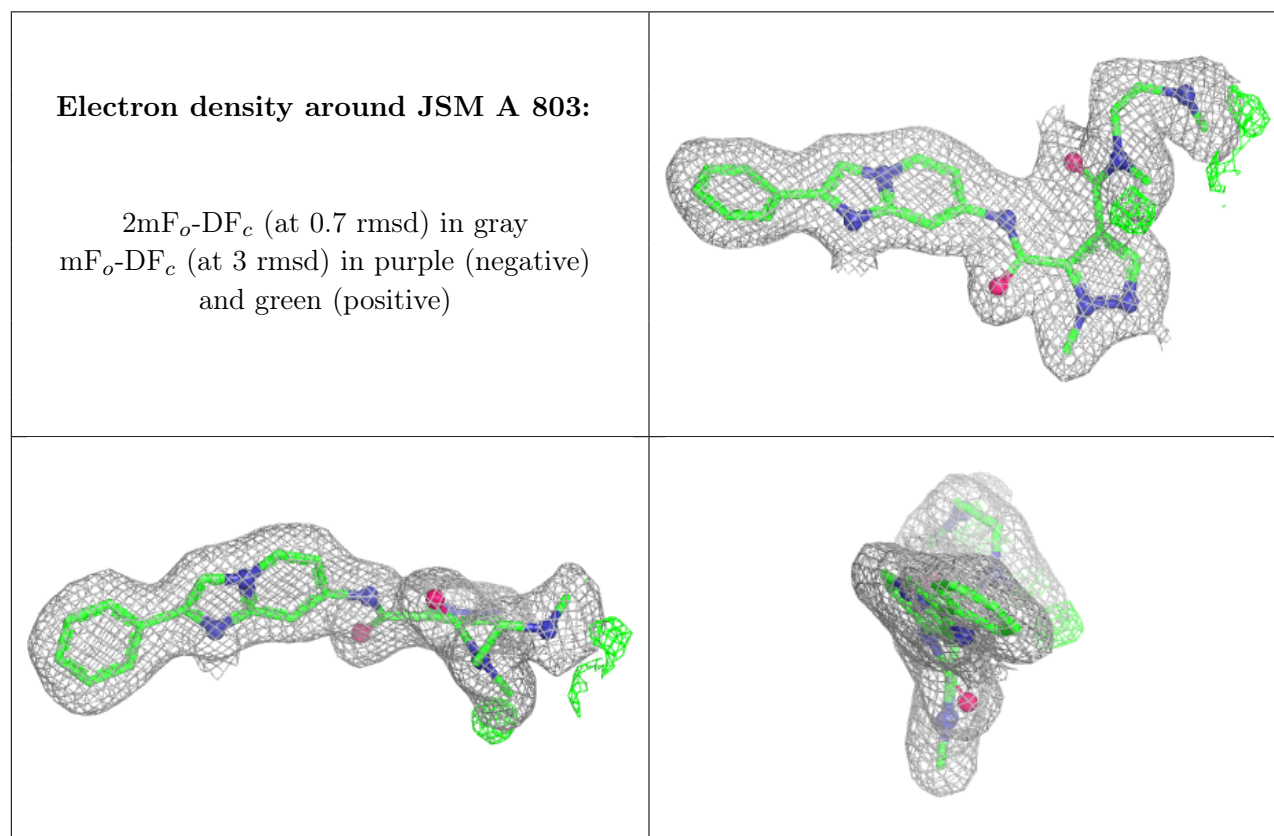 Electron density around JSM A 803:
2mFo-DFc (at 0.7 rmsd) in gray
mFo-DFc (at 3 rmsd) in purple (negative)
and green (positive)